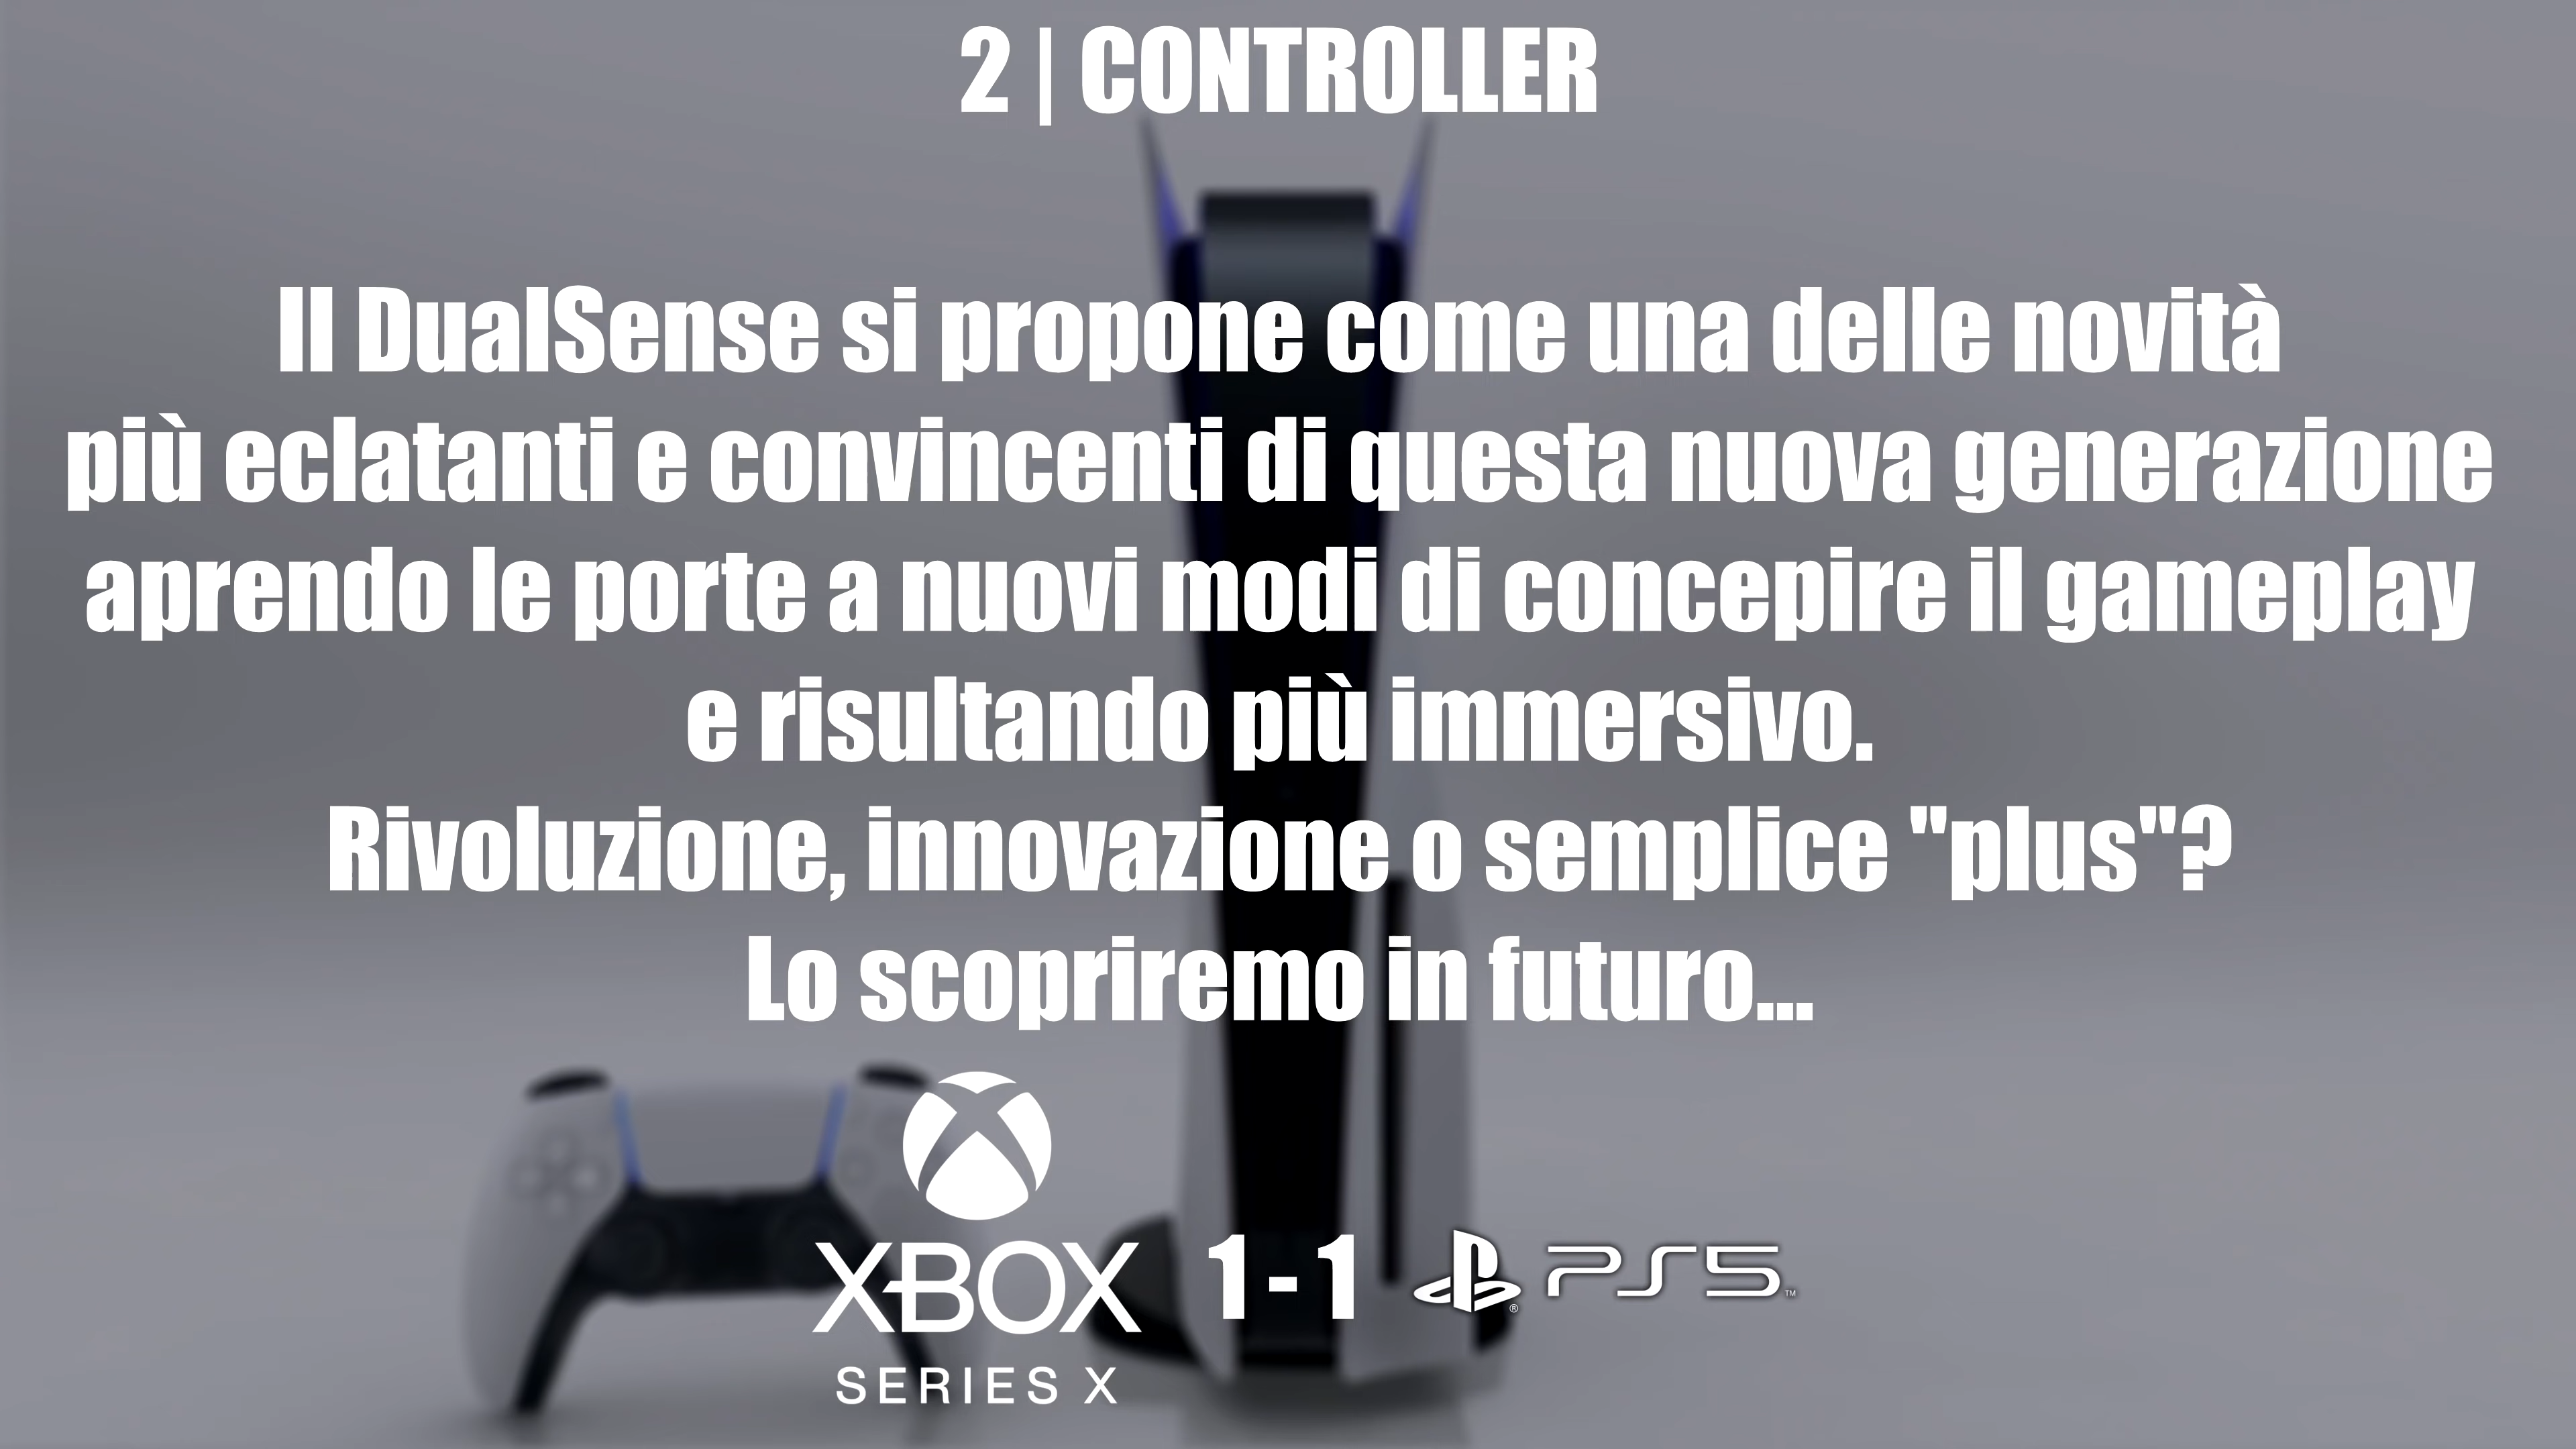 2 | CONTROLLER
Il DualSense si propone come una delle novità
più eclatanti e convincenti di questa nuova generazione
aprendo le porte a nuovi modi di concepire il gameplay
e risultando più immersivo.
Rivoluzione, innovazione o semplice "plus"?
Lo scopriremo in futuro...
XBOX
SERIES X
1 - 1
® PS5™